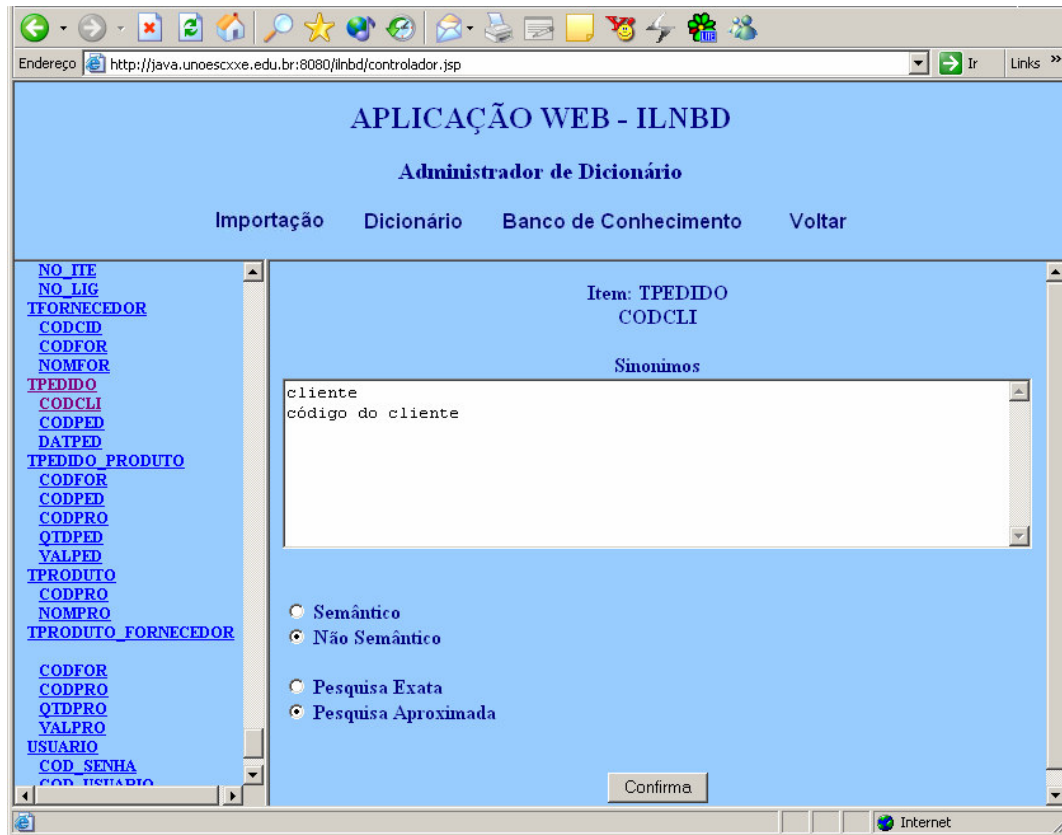 Endereço http://java.unoescxxe.edu.br:8080/ilnbd/controlador.jsp Ir Links »
APLICAÇÃO WEB - ILNBD
Administrador de Dicionário
Importação Dicionário Banco de Conhecimento Voltar
NO_ITE
NO_LIG
TFORNECEDOR
CODCID
CODFOR
NOMFOR
TPEDIDO
CODCLI
CODPED
DATPED
TPEDIDO_PRODUTO
CODFOR
CODPED
CODPRO
QTDPED
VALPED
TPRODUTO
CODPRO
NOMPRO
TPRODUTO_FORNECEDOR
CODFOR
CODPRO
QTDPRO
VALPRO
USUARIO
COD_SENHA
COD_USUARIO
Item: TPEDIDO
CODCLI
Sinonimos
cliente
código do cliente
Semântico
Não Semântico
Pesquisa Exata
Pesquisa Aproximada
Confirma
Internet